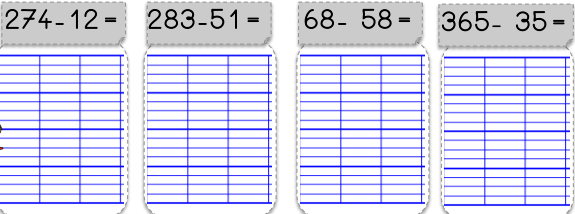 274-12=
283-51=
68- 58=
365- 35=